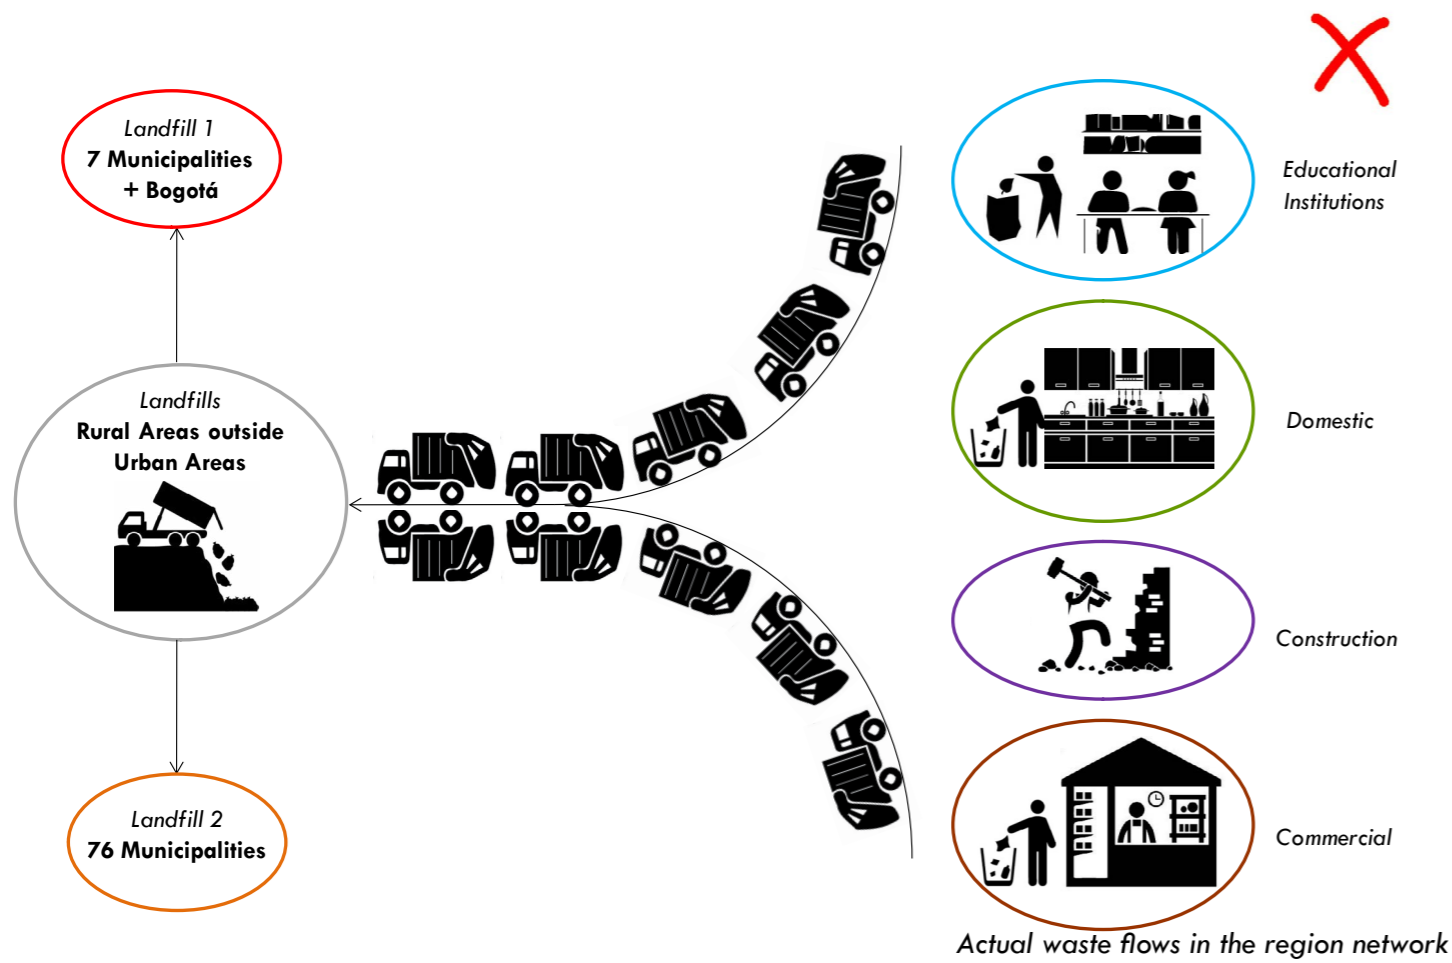 Landfill 1
7 Municipalities
+ Bogotá
Landfills
Rural Areas outside
Urban Areas
Landfill 2
76 Municipalities
Educational
Institutions
Domestic
Construction
Commercial
Actual waste flows in the region network